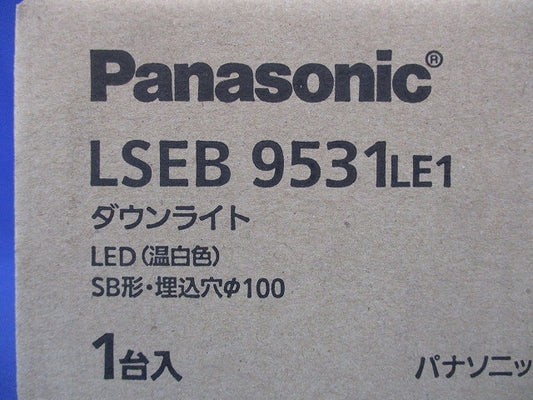 Panasonic®
LSEB 9531LE1
ダウンライト
LED(温白色)
SB形・埋込穴φ100
1台入
パナソニッ